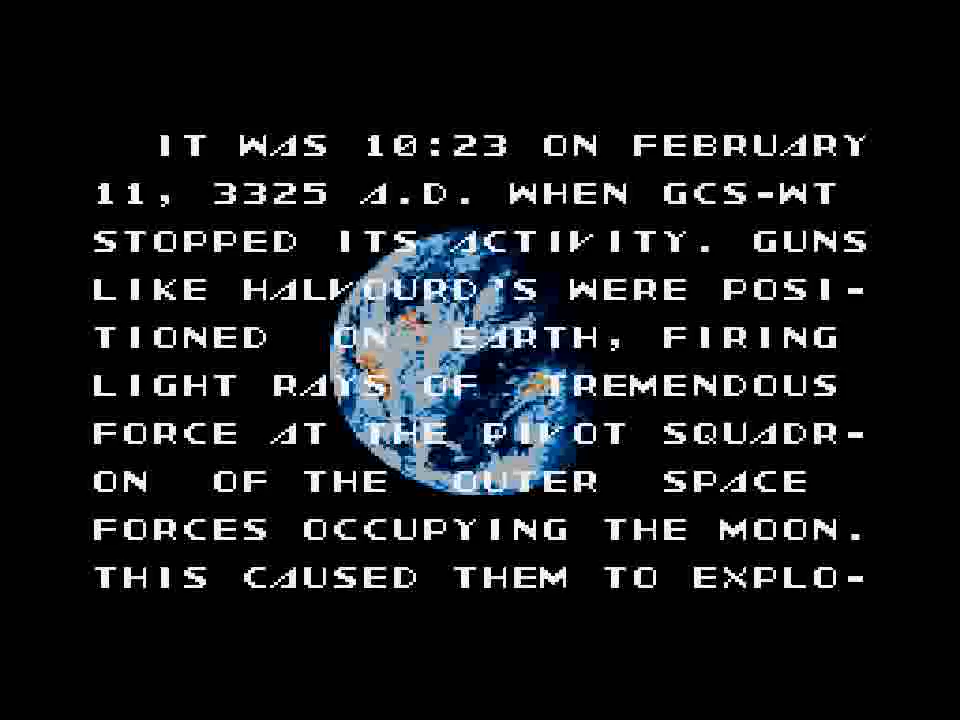 IT WAS 10:23 ON FEBRUARY
11, 3325 A.D. WHEN GCS-WT
STOPPED ITS ACTIVITY. GUNS
LIKE HALVOURD'S WERE POSI-
TIONED ON EARTH, FIRING
LIGHT RAYS OF TREMENDOUS
FORCE AT THE PIVOT SQUADR-
ON OF THE OUTER SPACE
FORCES OCCUPYING THE MOON.
THIS CAUSED THEM TO EXPLO-